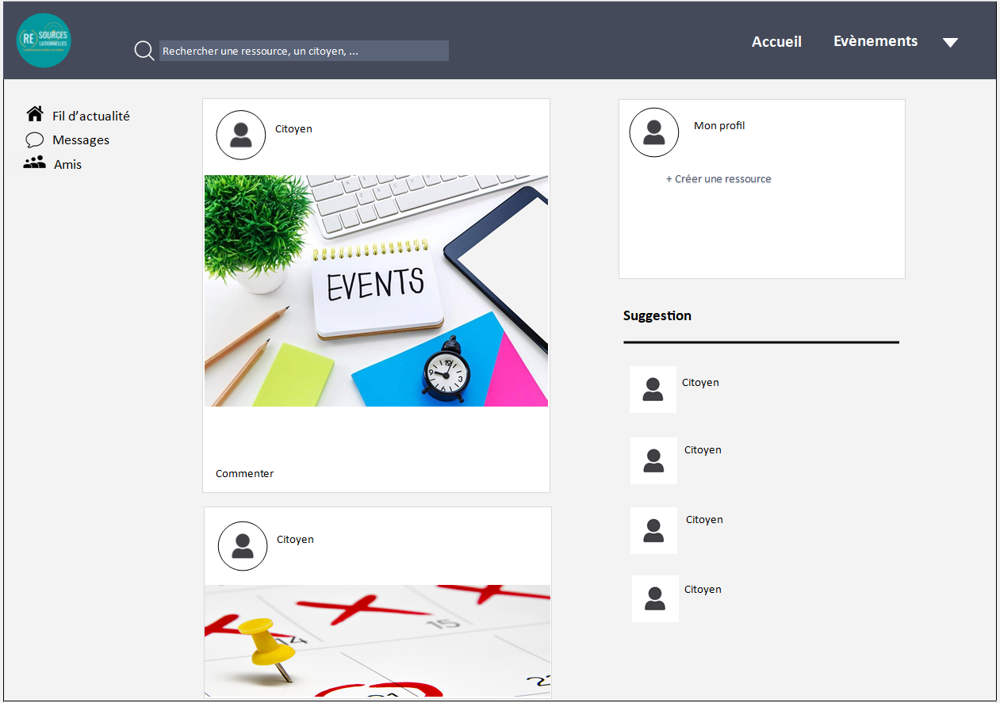 (RE) SOURCES
LATIONNELLES
Rechercher une ressource, un citoyen, ...
Accueil
Evènements
Fil d’actualité
Messages
Amis
Citoyen
EVENTS
Commenter
Citoyen
14
15
21
22
Mon profil
+ Créer une ressource
Suggestion
Citoyen
Citoyen
Citoyen
Citoyen